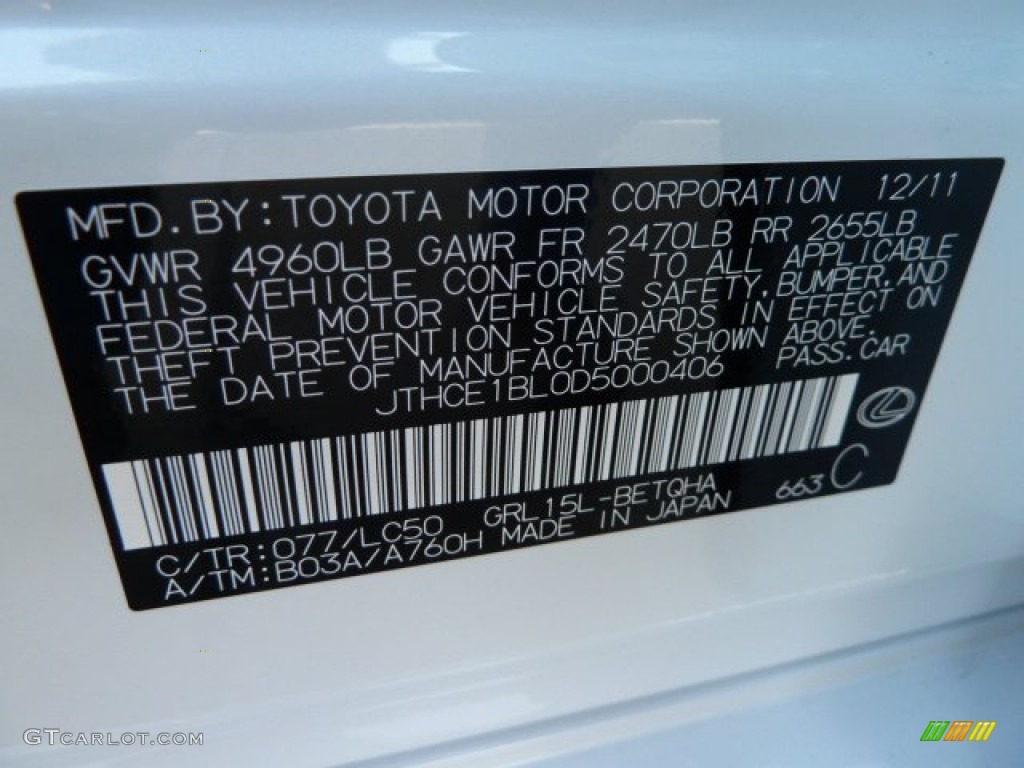 MFD. BY: TOYOTA MOTOR CORPORATION 12/11
GVWR 4960LB GAWR FR 2470LB RR 2655LB
THIS VEHICLE CONFORMS TO ALL APPLICABLE
FEDERAL MOTOR VEHICLE SAFETY, BUMPER, AND
THEFT PREVENTION STANDARDS IN EFFECT ON
THE DATE OF MANUFACTURE SHOWN ABOVE.
JTHCE1BL0D5000406 PASS. CAR
C/TR: 077/LC50 GRL15L-BETQHA 663 C
A/TM: B03A/A760H MADE IN JAPAN
GTCARLOT.COM